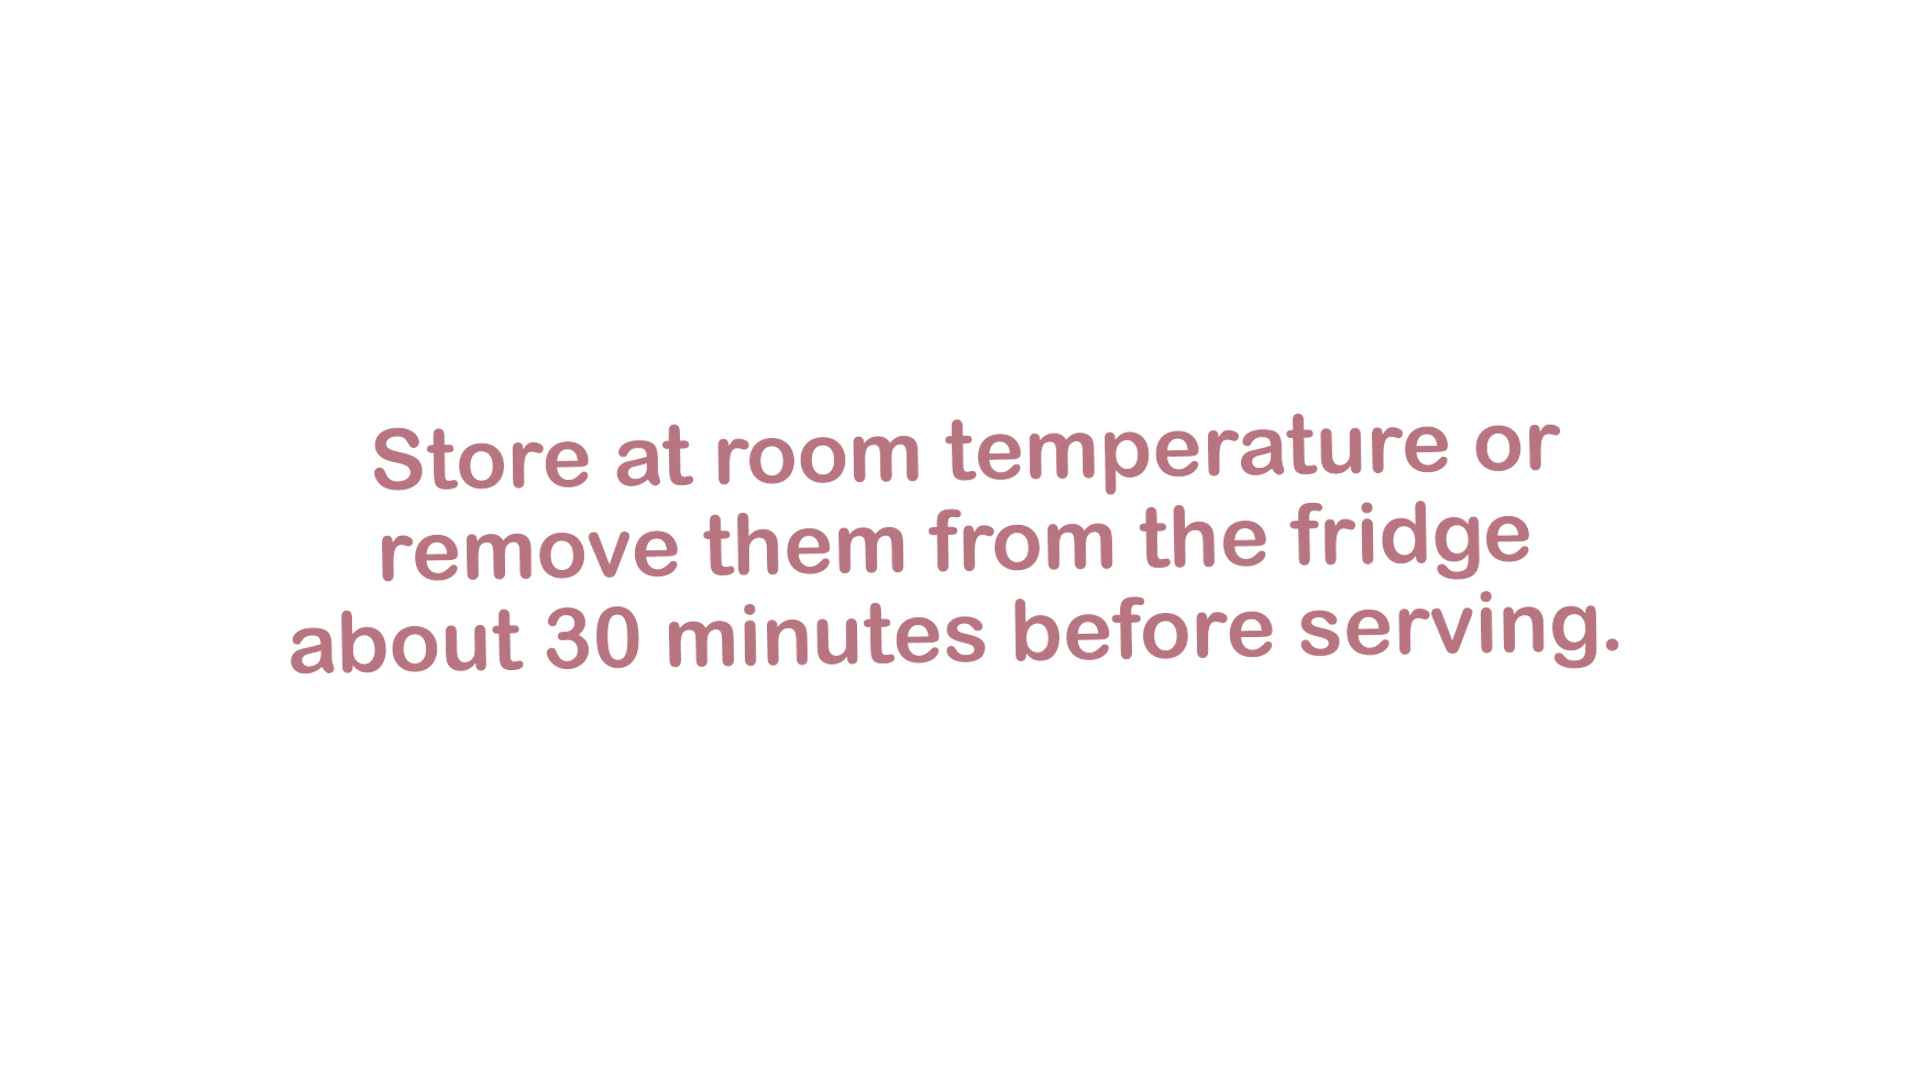 Store at room temperature or
remove them from the fridge
about 30 minutes before serving.